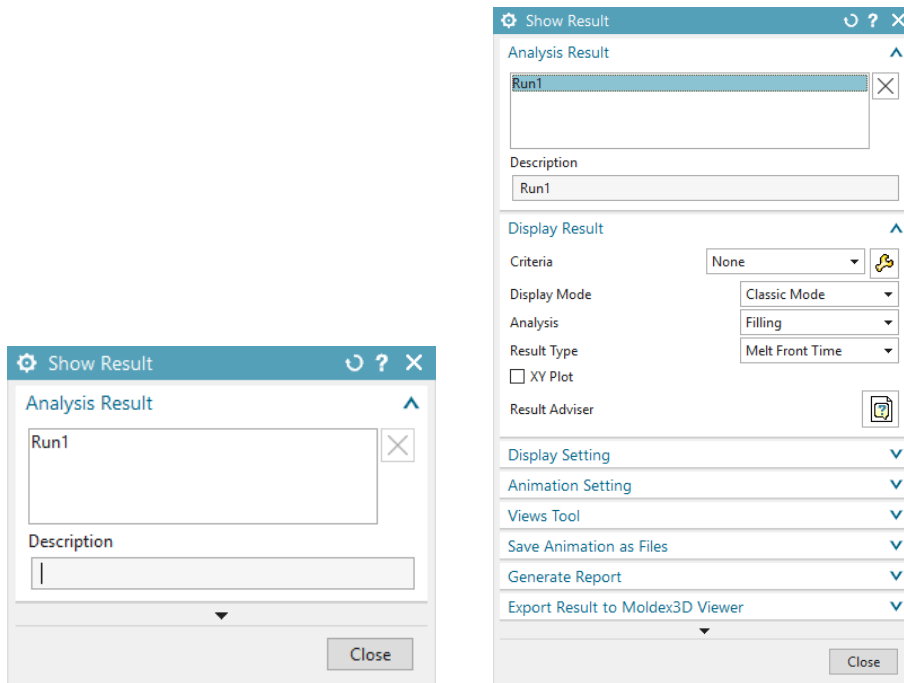 Show Result
Analysis Result
Run1
Description
Close
Show Result
Analysis Result
Run1
Description
Run1
Display Result
Criteria None
Display Mode Classic Mode
Analysis Filling
Result Type Melt Front Time
XY Plot
Result Adviser
Display Setting
Animation Setting
Views Tool
Save Animation as Files
Generate Report
Export Result to Moldex3D Viewer
Close